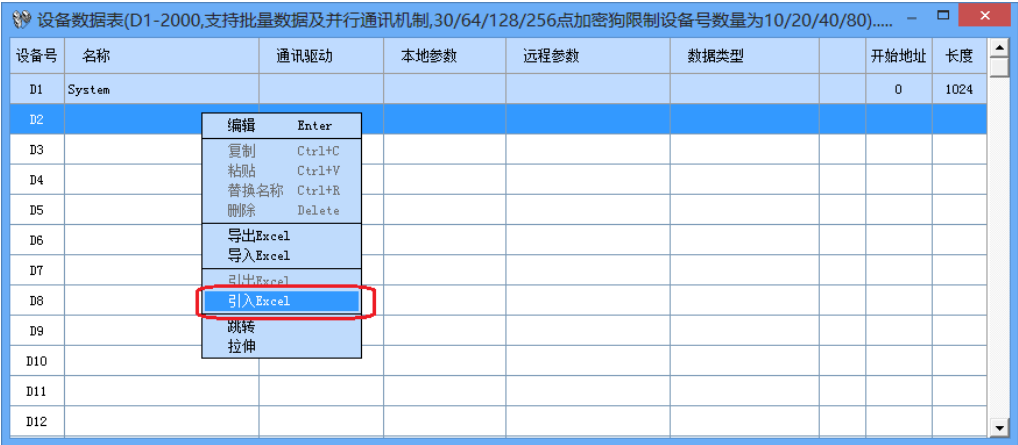 设备数据表(D1-2000,支持批量数据及并行通讯机制,30/64/128/256点加密狗限制设备号数量为10/20/40/80).....
设备号 名称 通讯驱动 本地参数 远程参数 数据类型 开始地址 长度
D1 System 0 1024
D2
编辑 Enter
D3
复制 Ctrl+C
粘贴 Ctrl+V
D4
替换名称 Ctrl+R
D5
删除 Delete
D6
导出Excel
导入Excel
D7
引出Excel
D8
引入Excel
D9
跳转
拉伸
D10
D11
D12